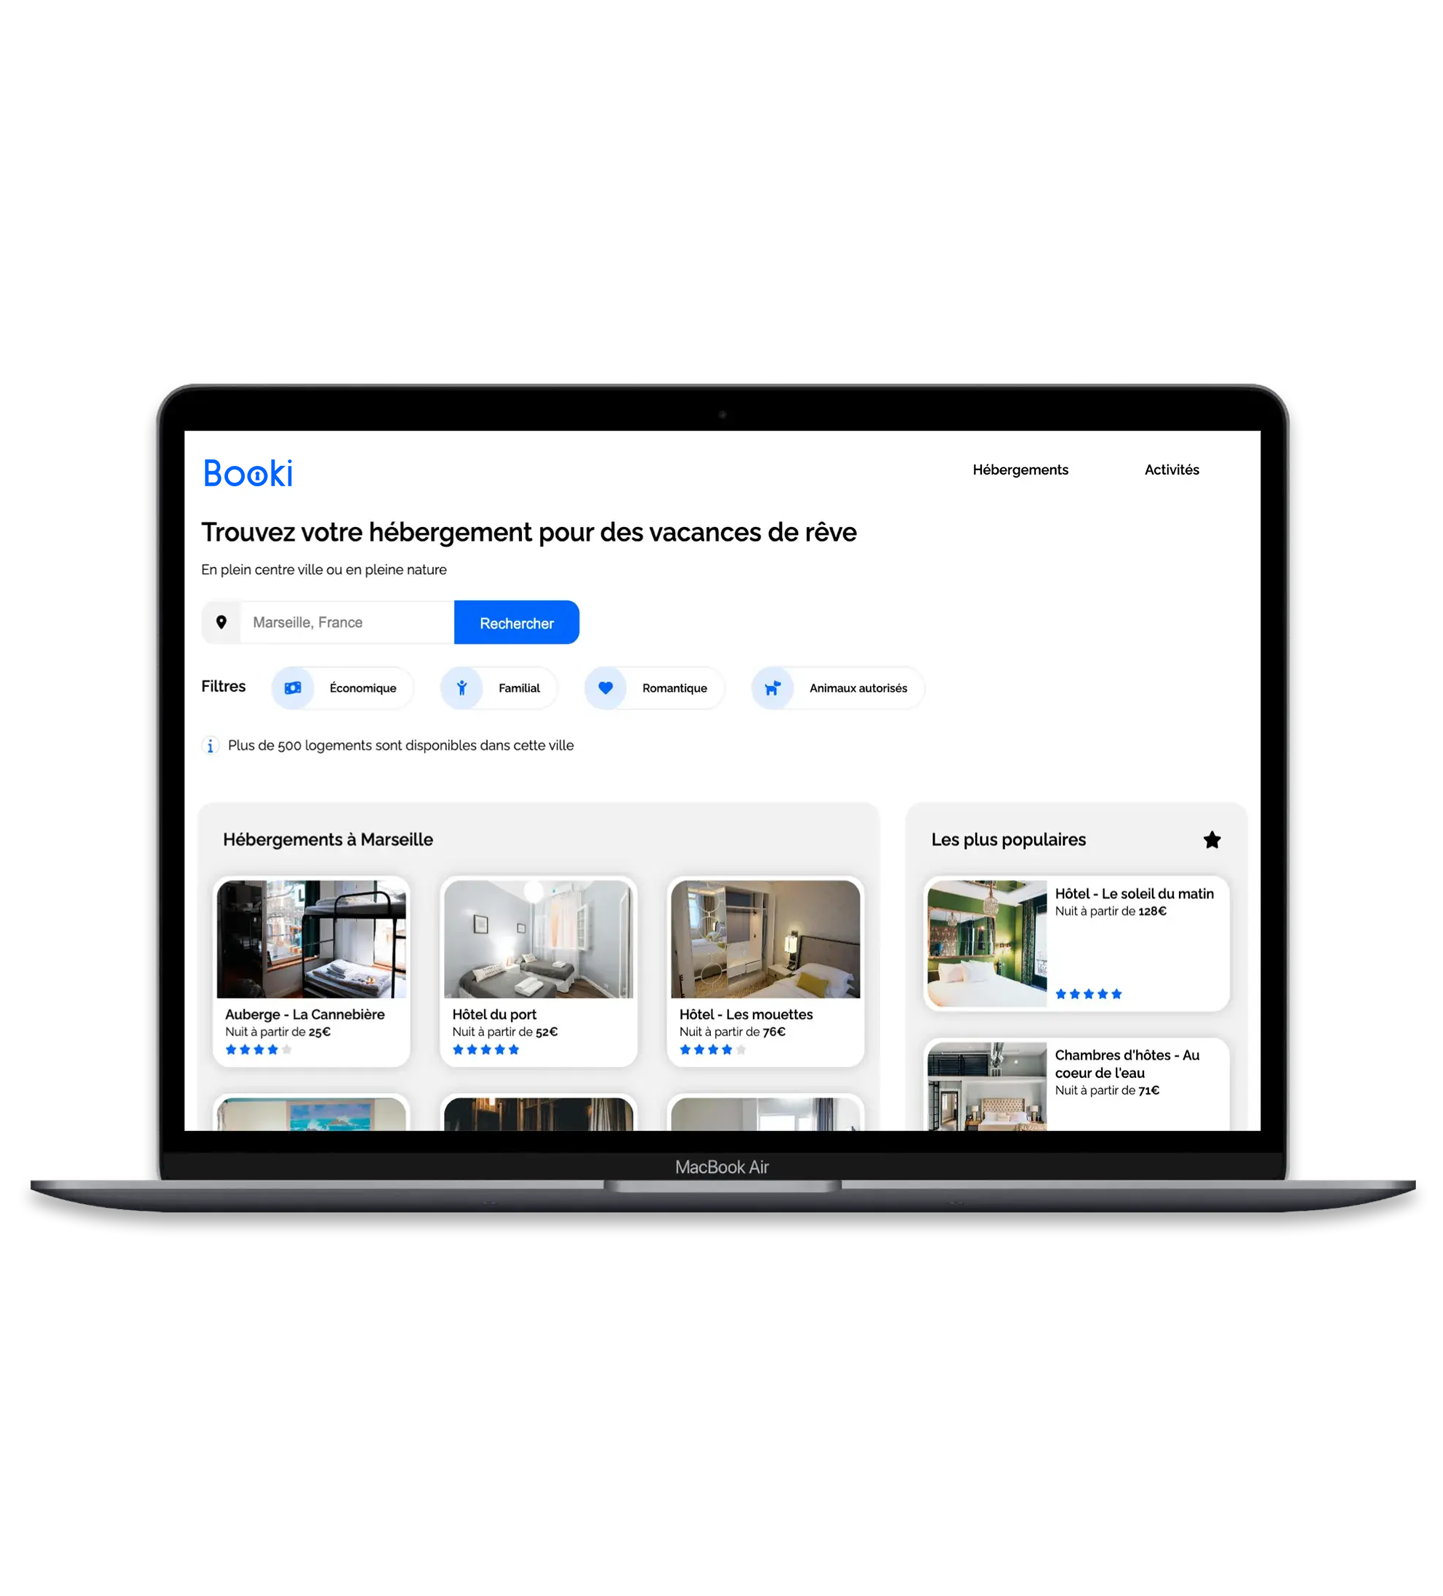 Booki
Hébergements
Activités
Trouvez votre hébergement pour des vacances de rêve
En plein centre ville ou en pleine nature
Marseille, France
Rechercher
Filtres
Économique
Familial
Romantique
Animaux autorisés
Plus de 500 logements sont disponibles dans cette ville
Hébergements à Marseille
Auberge - La Cannebière
Nuit à partir de 25€
Hôtel du port
Nuit à partir de 52€
Hôtel - Les mouettes
Nuit à partir de 76€
Les plus populaires
Hôtel - Le soleil du matin
Nuit à partir de 128€
Chambres d'hôtes - Au
coeur de l'eau
Nuit à partir de 71€
MacBook Air